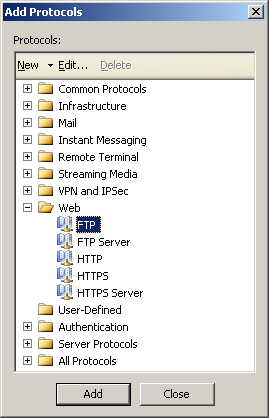 Add Protocols
Protocols:
New Edit... Delete
Common Protocols
Infrastructure
Mail
Instant Messaging
Remote Terminal
Streaming Media
VPN and IPSec
Web
FTP
FTP Server
HTTP
HTTPS
HTTPS Server
User-Defined
Authentication
Server Protocols
All Protocols
Add Close